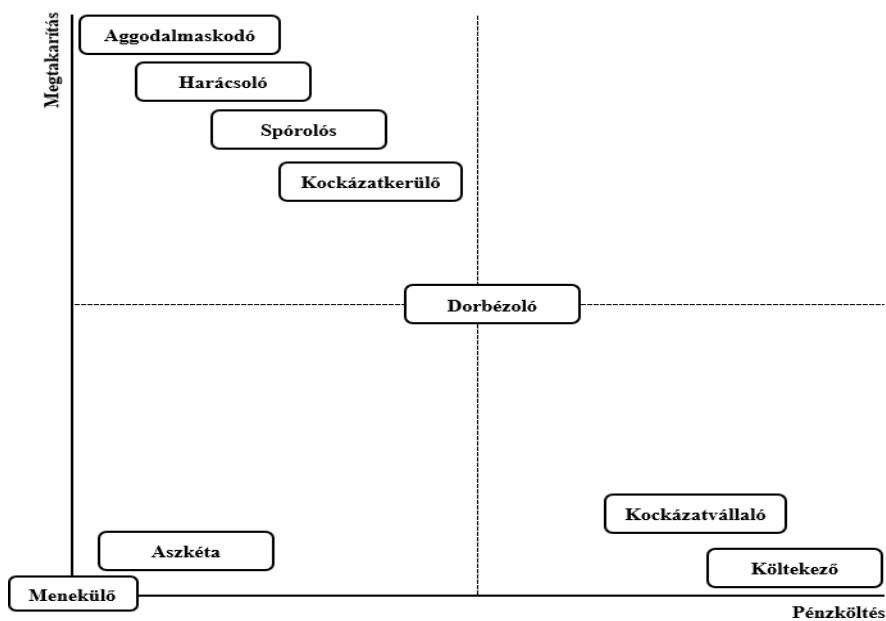 Megtakarítás
Aggodalmaskodó
Harácsoló
Spórolós
Kockázatkerülő
Dorbézoló
Kockázatvállaló
Aszkéta
Költekező
Menekülő
Pénzköltés